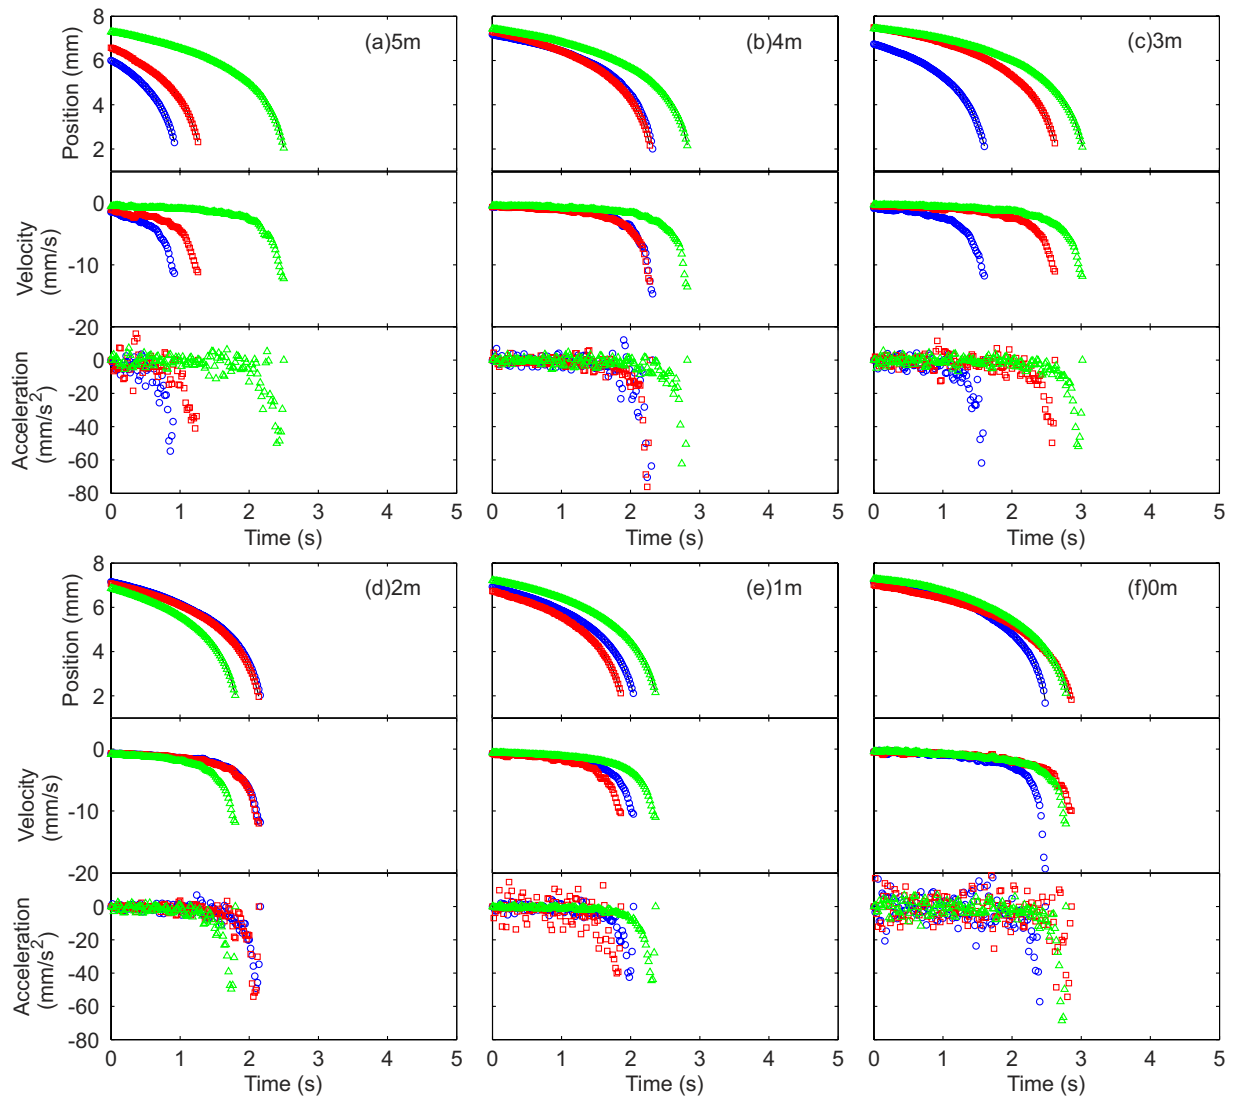 8
6
4
2
Position (mm)
(a)5m
(b)4m
(c)3m
0
-10
-20
Velocity
(mm/s)
0
-20
-40
-60
-80
Acceleration
(mm/s2)
0 1 2 3 4 5
0 1 2 3 4 5
0 1 2 3 4 5
Time (s)
Time (s)
Time (s)
8
6
4
2
Position (mm)
(d)2m
(e)1m
(f)0m
0
-10
-20
Velocity
(mm/s)
0
-20
-40
-60
-80
Acceleration
(mm/s2)
0 1 2 3 4 5
0 1 2 3 4 5
0 1 2 3 4 5
Time (s)
Time (s)
Time (s)